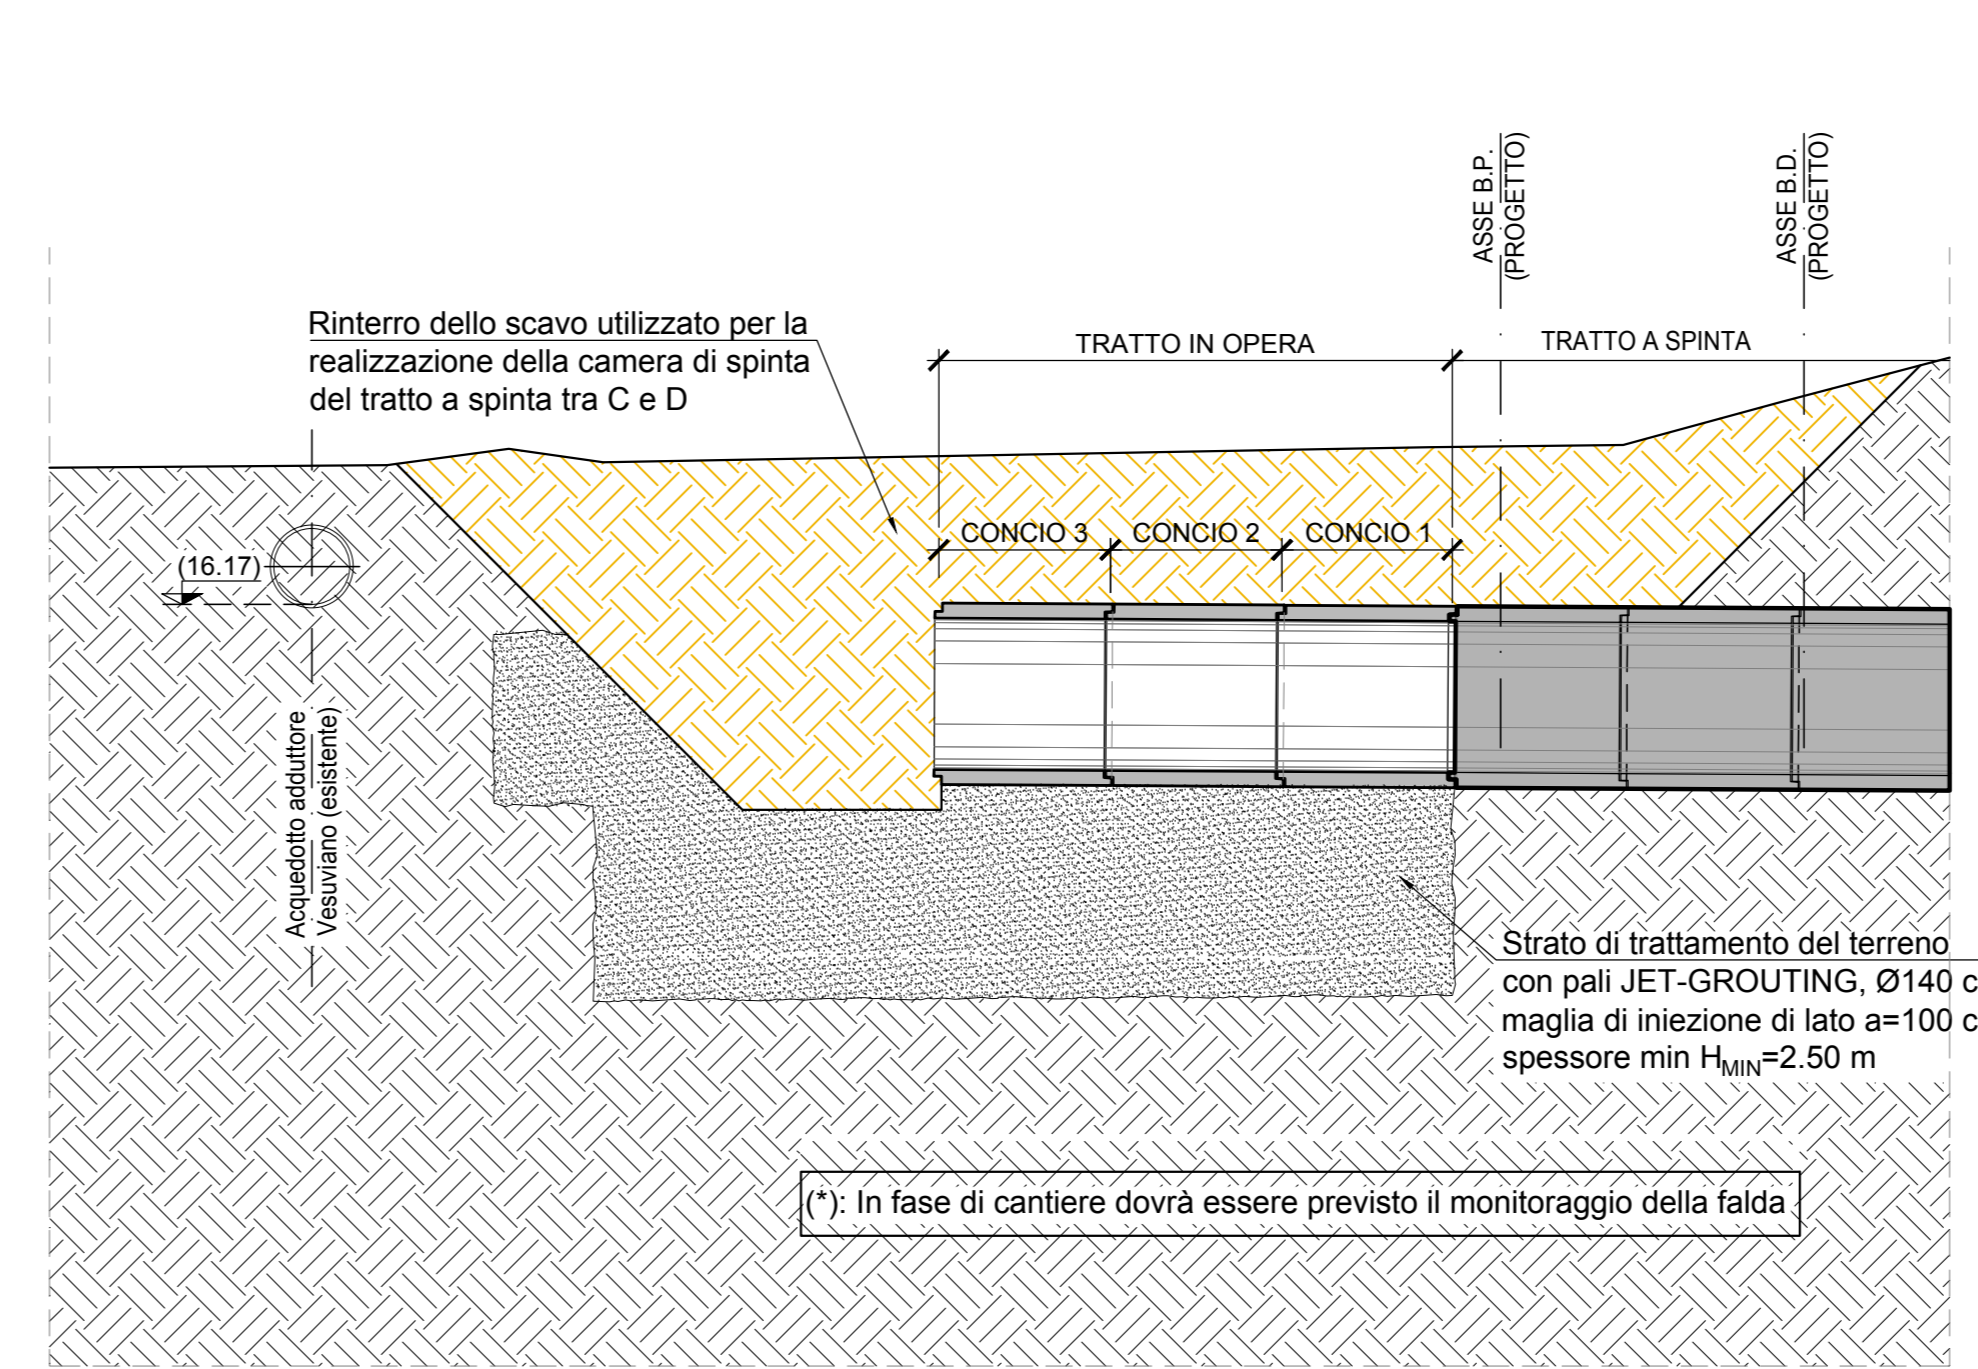 ASSE B.P.
(PROGETTO)
ASSE B.D.
(PROGETTO)
Rinterro dello scavo utilizzato per la
realizzazione della camera di spinta
del tratto a spinta tra C e D
TRATTO IN OPERA
TRATTO A SPINTA
CONCIO 3
CONCIO 2
CONCIO 1
(16.17)
Acquedotto adduttore
Vesuviano (esistente)
Strato di trattamento del terreno
con pali JET-GROUTING, Ø140 c
maglia di iniezione di lato a=100 c
spessore min HMIN=2.50 m
(*): In fase di cantiere dovrà essere previsto il monitoraggio della falda